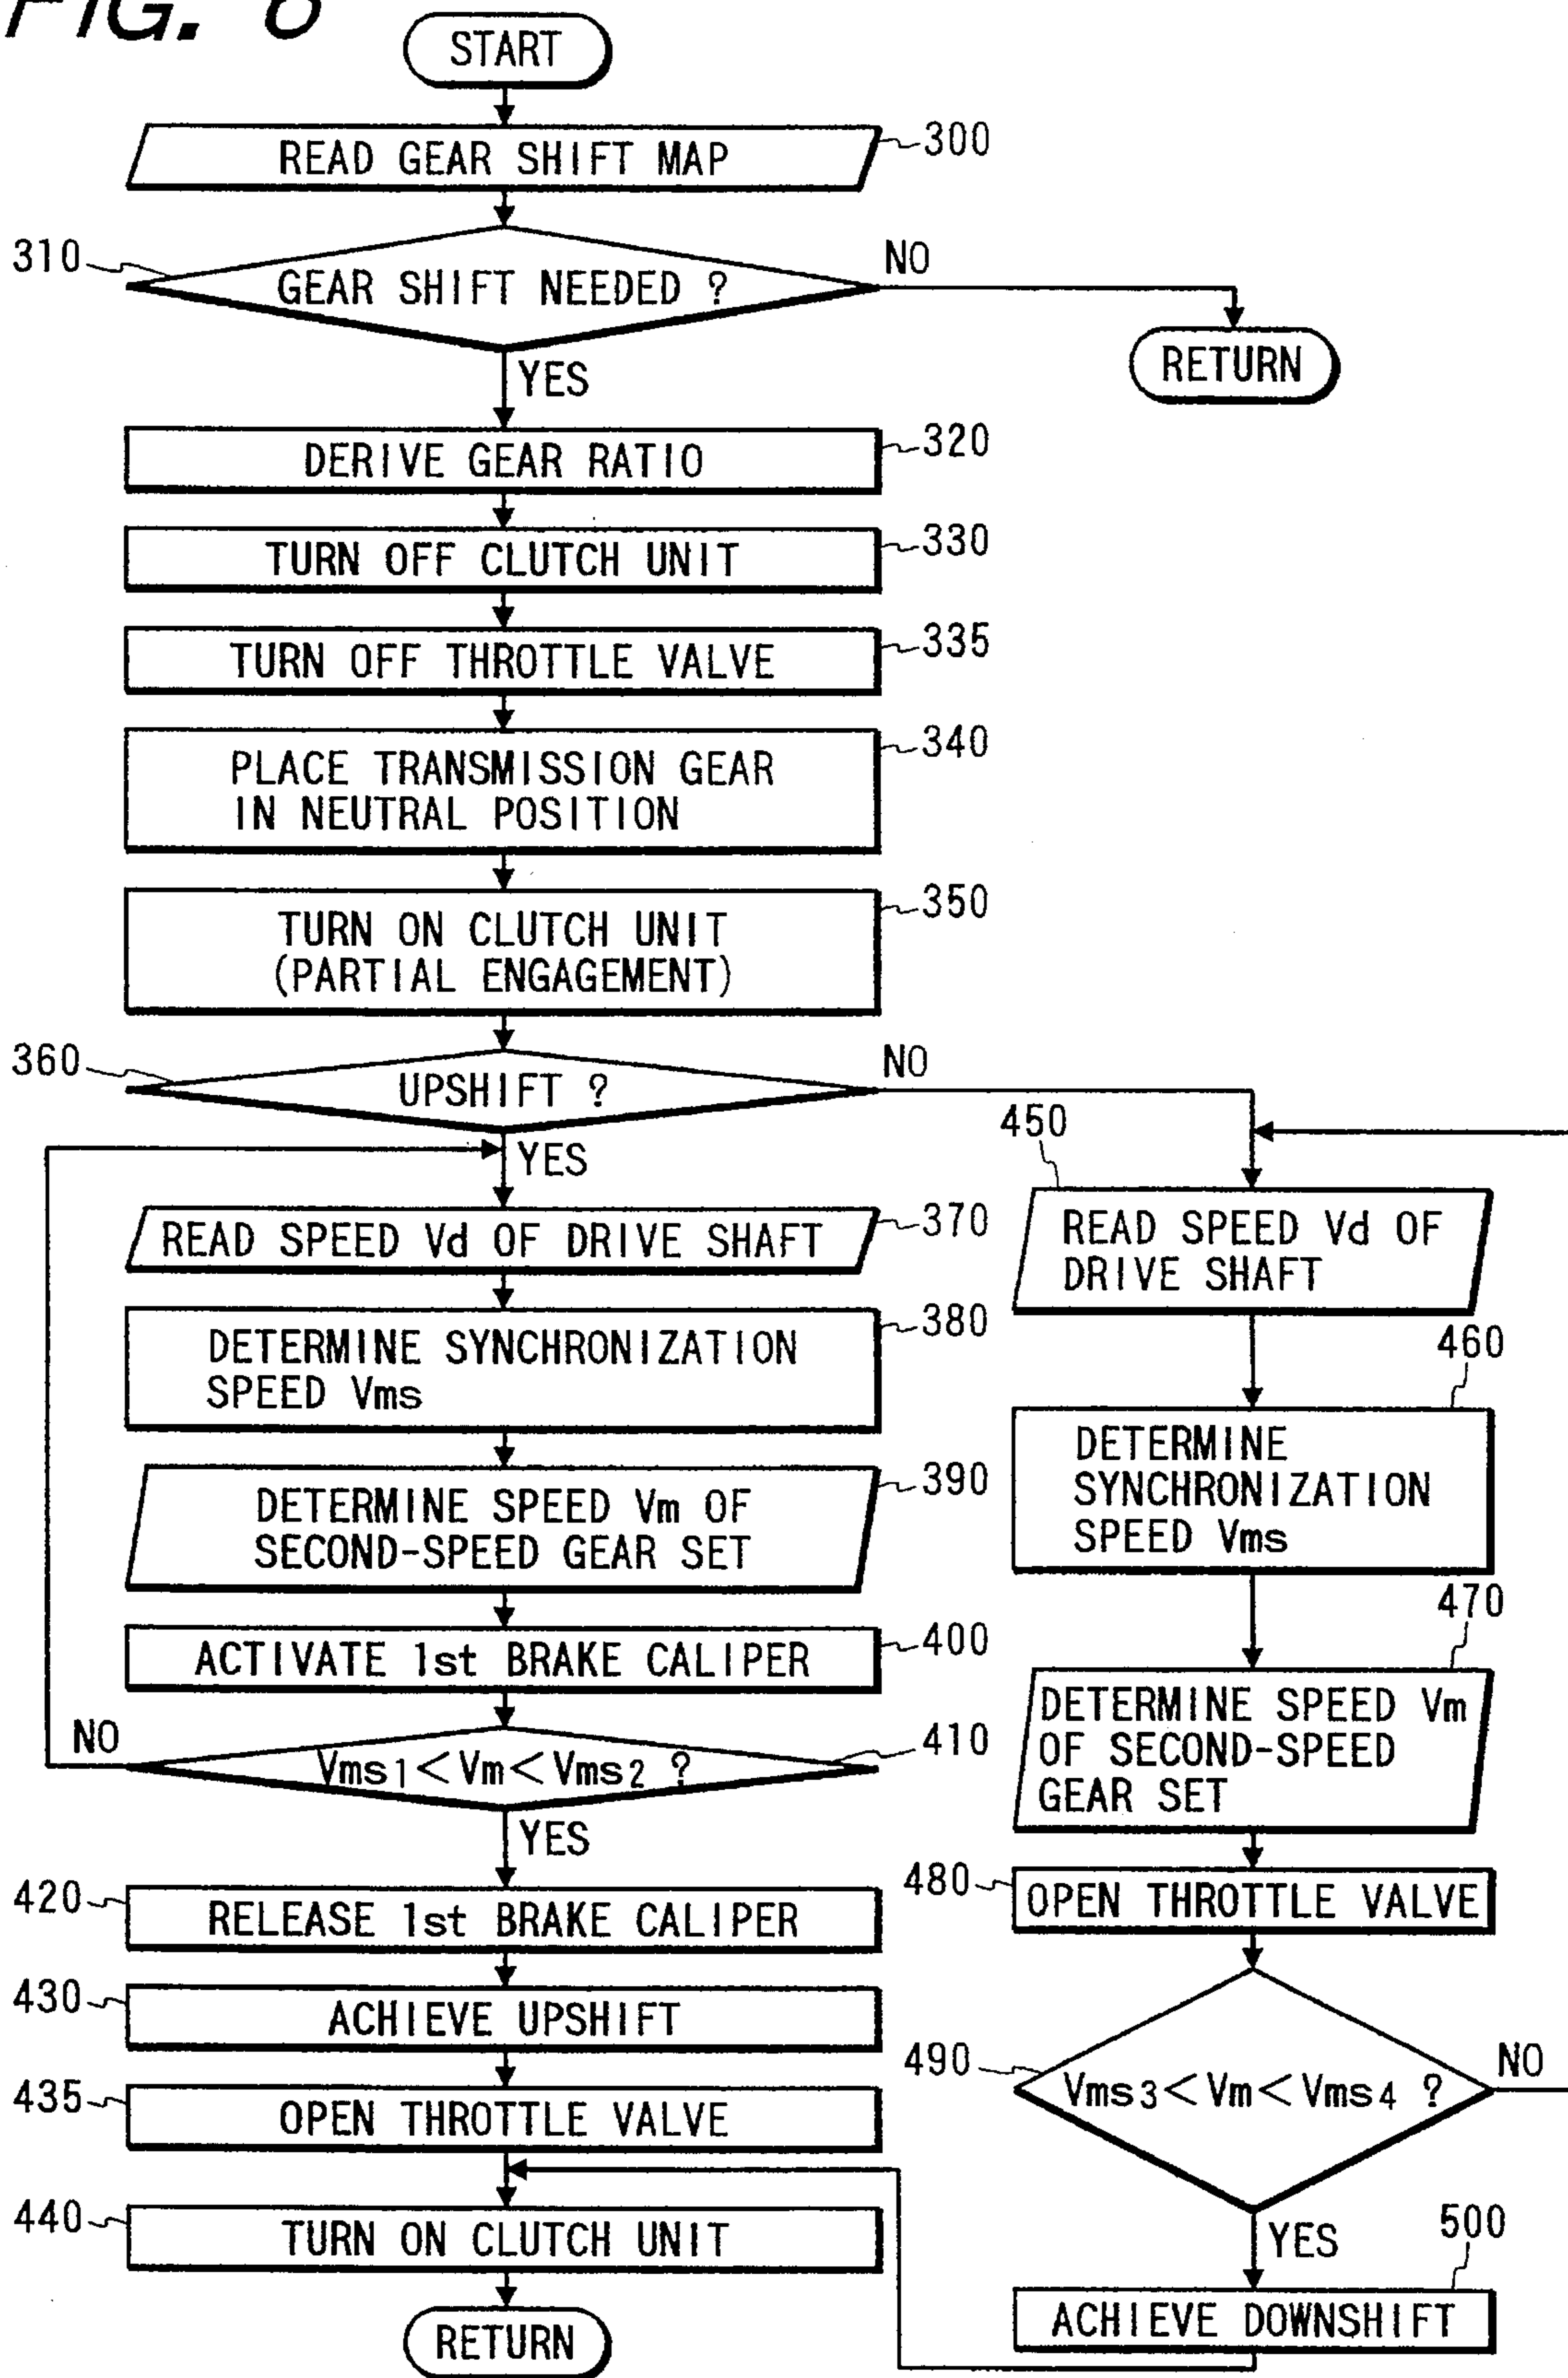 FIG. 6
START
READ GEAR SHIFT MAP
300
310
GEAR SHIFT NEEDED ?
NO
RETURN
YES
DERIVE GEAR RATIO
320
TURN OFF CLUTCH UNIT
330
TURN OFF THROTTLE VALVE
335
PLACE TRANSMISSION GEAR
IN NEUTRAL POSITION
340
TURN ON CLUTCH UNIT
(PARTIAL ENGAGEMENT)
350
360
UPSHIFT ?
NO
YES
READ SPEED Vd OF DRIVE SHAFT
370
DETERMINE SYNCHRONIZATION
SPEED Vms
380
DETERMINE SPEED Vm OF
SECOND-SPEED GEAR SET
390
ACTIVATE 1st BRAKE CALIPER
400
NO
Vms1<Vm<Vms2 ?
410
YES
420
RELEASE 1st BRAKE CALIPER
430
ACHIEVE UPSHIFT
435
OPEN THROTTLE VALVE
440
TURN ON CLUTCH UNIT
RETURN
450
READ SPEED Vd OF
DRIVE SHAFT
460
DETERMINE
SYNCHRONIZATION
SPEED Vms
470
DETERMINE SPEED Vm
OF SECOND-SPEED
GEAR SET
480
OPEN THROTTLE VALVE
490
Vms3<Vm<Vms4 ?
NO
YES
500
ACHIEVE DOWNSHIFT